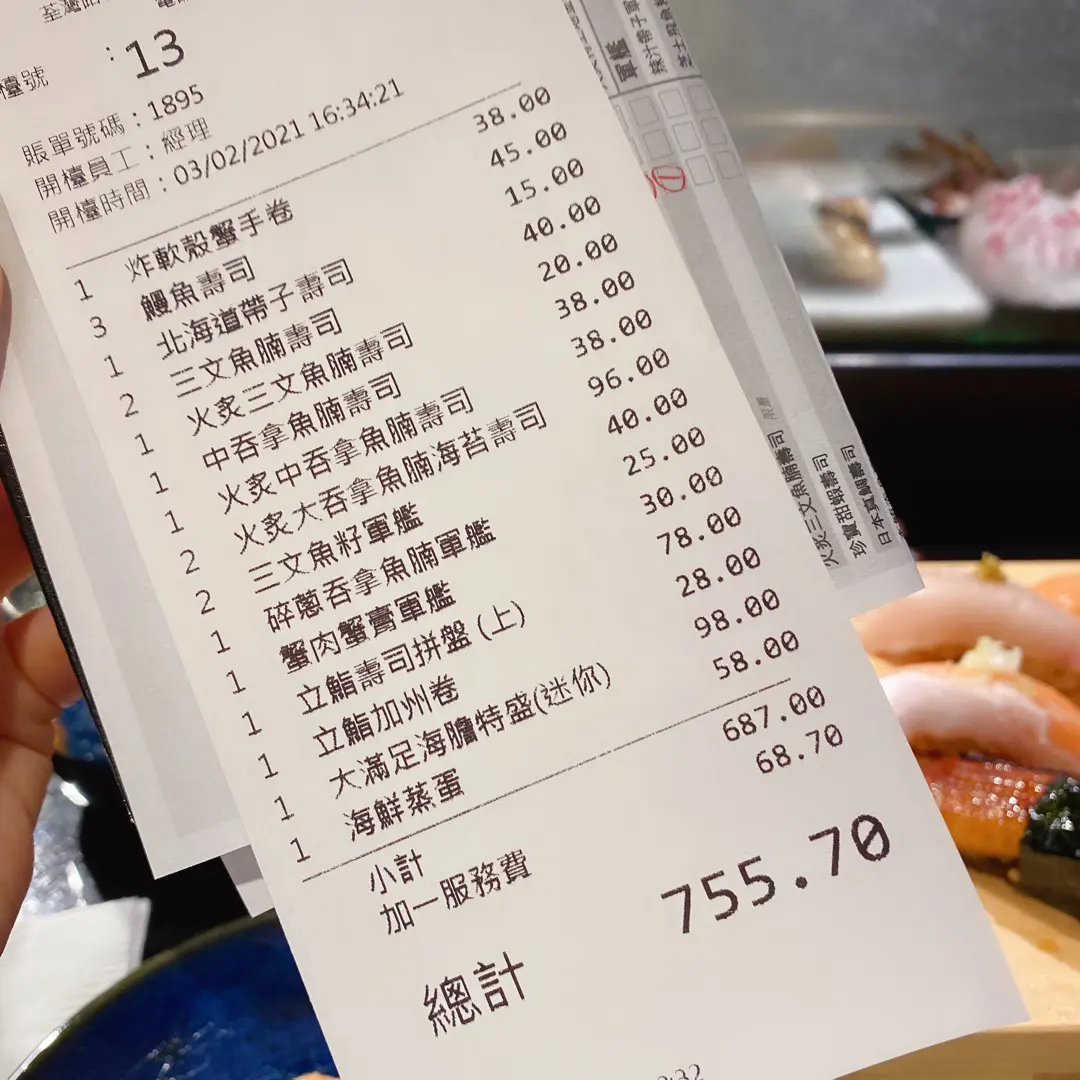 荃灣
檯號 : 13
賬單號碼 : 1895
開檯員工 : 經理
開檯時間 : 03/02/2021 16:34:21
1 炸軟殼蟹手卷 38.00
3 鰻魚壽司 45.00
1 北海道帶子壽司 15.00
2 三文魚腩壽司 40.00
1 火炙三文魚腩壽司 20.00
1 中吞拿魚腩壽司 38.00
1 火炙中吞拿魚腩壽司 38.00
2 火炙大吞拿魚腩海苔壽司 96.00
2 三文魚籽軍艦 40.00
1 碎蔥吞拿魚腩軍艦 25.00
1 蟹肉蟹膏軍艦 30.00
1 立鮨壽司拼盤(上) 78.00
1 立鮨加州卷 28.00
1 大滿足海膽特盛(迷你) 98.00
1 海鮮蒸蛋 58.00
小計 687.00
加一服務費 68.70
總計 755.70
軍艦
火炙三文魚腩壽司
珍寶甜蝦壽司
日本真鯛壽司